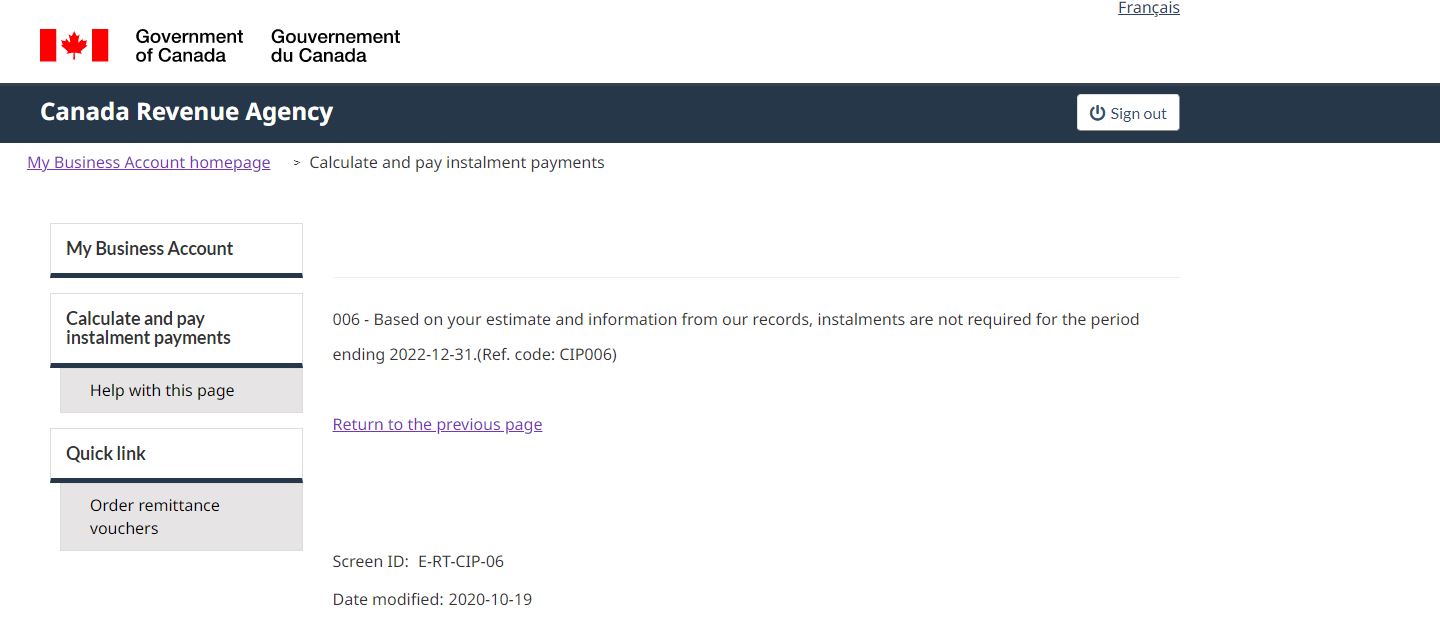 Français
Government Gouvernement
of Canada du Canada
Canada Revenue Agency
Sign out
My Business Account homepage > Calculate and pay instalment payments
My Business Account
Calculate and pay
instalment payments
Help with this page
Quick link
Order remittance
vouchers
006 - Based on your estimate and information from our records, instalments are not required for the period
ending 2022-12-31.(Ref. code: CIP006)
Return to the previous page
Screen ID: E-RT-CIP-06
Date modified: 2020-10-19